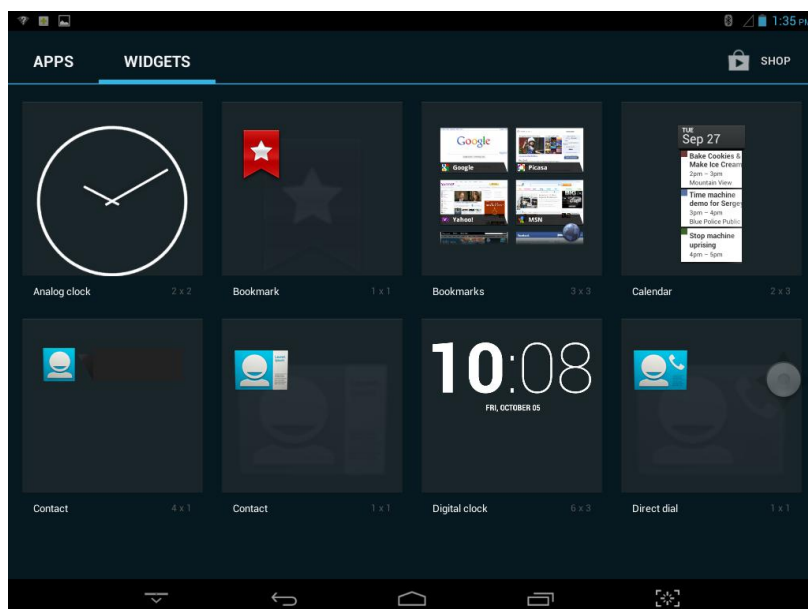 1:35 PM
APPS
WIDGETS
SHOP
Google
Google
Picasa
Yahoo!
MSN
TUE
Sep 27
Bake Cookies &
Make Ice Cream
2pm – 3pm
Mountain View
Time machine
demo for Sergey
3pm – 4pm
Blue Police Public
Stop machine
uprising
4pm – 5pm
Analog clock 2 x 2
Bookmark 1 x 1
Bookmarks 3 x 3
Calendar 2 x 3
10:08
FRI, OCTOBER 05
Contact 4 x 1
Contact 1 x 1
Digital clock 6 x 3
Direct dial 1 x 1